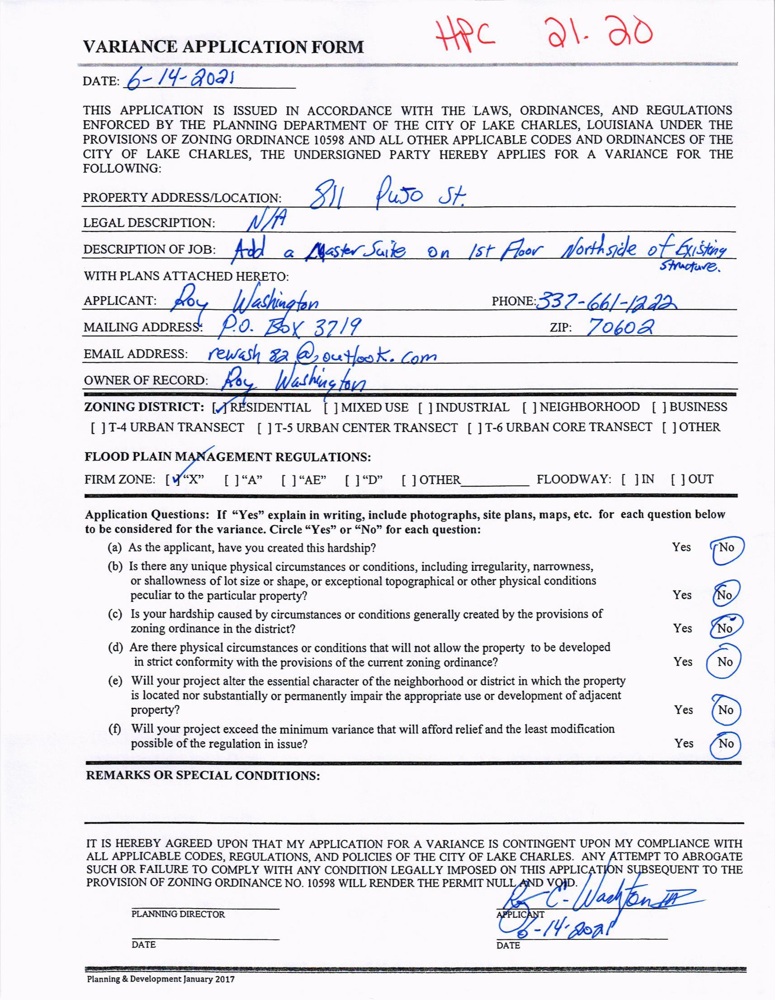 HPC 21-20
VARIANCE APPLICATION FORM
DATE: 6-14-2021
THIS APPLICATION IS ISSUED IN ACCORDANCE WITH THE LAWS, ORDINANCES, AND REGULATIONS
ENFORCED BY THE PLANNING DEPARTMENT OF THE CITY OF LAKE CHARLES, LOUISIANA UNDER THE
PROVISIONS OF ZONING ORDINANCE 10598 AND ALL OTHER APPLICABLE CODES AND ORDINANCES OF THE
CITY OF LAKE CHARLES, THE UNDERSIGNED PARTY HEREBY APPLIES FOR A VARIANCE FOR THE
FOLLOWING:
PROPERTY ADDRESS/LOCATION: 811 PuJo St.
LEGAL DESCRIPTION: N/A
DESCRIPTION OF JOB: Add a Master Suite on 1st Floor Northside of Existing
Structure.
WITH PLANS ATTACHED HERETO:
APPLICANT: Roy Washington PHONE: 337-661-1222
MAILING ADDRESS: P.O. Box 3719 ZIP: 70602
EMAIL ADDRESS: rewash82@outlook.com
OWNER OF RECORD: Roy Washington
ZONING DISTRICT: [✓] RESIDENTIAL [ ] MIXED USE [ ] INDUSTRIAL [ ] NEIGHBORHOOD [ ] BUSINESS
[ ] T-4 URBAN TRANSECT [ ] T-5 URBAN CENTER TRANSECT [ ] T-6 URBAN CORE TRANSECT [ ] OTHER
FLOOD PLAIN MANAGEMENT REGULATIONS:
FIRM ZONE: [✓] "X" [ ] "A" [ ] "AE" [ ] "D" [ ] OTHER FLOODWAY: [ ] IN [ ] OUT
Application Questions: If "Yes" explain in writing, include photographs, site plans, maps, etc. for each question below
to be considered for the variance. Circle "Yes" or "No" for each question:
(a) As the applicant, have you created this hardship? Yes No
(b) Is there any unique physical circumstances or conditions, including irregularity, narrowness,
or shallowness of lot size or shape, or exceptional topographical or other physical conditions
peculiar to the particular property? Yes No
(c) Is your hardship caused by circumstances or conditions generally created by the provisions of
zoning ordinance in the district? Yes No
(d) Are there physical circumstances or conditions that will not allow the property to be developed
in strict conformity with the provisions of the current zoning ordinance? Yes No
(e) Will your project alter the essential character of the neighborhood or district in which the property
is located nor substantially or permanently impair the appropriate use or development of adjacent
property? Yes No
(f) Will your project exceed the minimum variance that will afford relief and the least modification
possible of the regulation in issue? Yes No
REMARKS OR SPECIAL CONDITIONS:
IT IS HEREBY AGREED UPON THAT MY APPLICATION FOR A VARIANCE IS CONTINGENT UPON MY COMPLIANCE WITH
ALL APPLICABLE CODES, REGULATIONS, AND POLICIES OF THE CITY OF LAKE CHARLES. ANY ATTEMPT TO ABROGATE
SUCH OR FAILURE TO COMPLY WITH ANY CONDITION LEGALLY IMPOSED ON THIS APPLICATION SUBSEQUENT TO THE
PROVISION OF ZONING ORDINANCE NO. 10598 WILL RENDER THE PERMIT NULL AND VOID.
Roy C. Washington III
PLANNING DIRECTOR APPLICANT
6-14-2021
DATE DATE
Planning & Development January 2017